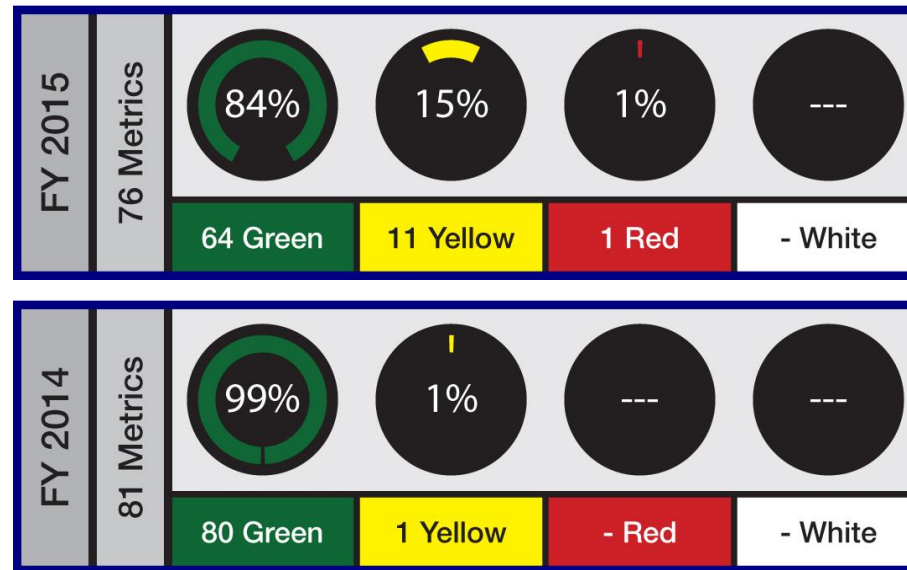 FY 2015
76 Metrics
84%
15%
1%
---
64 Green
11 Yellow
1 Red
- White
FY 2014
81 Metrics
99%
1%
---
---
80 Green
1 Yellow
- Red
- White